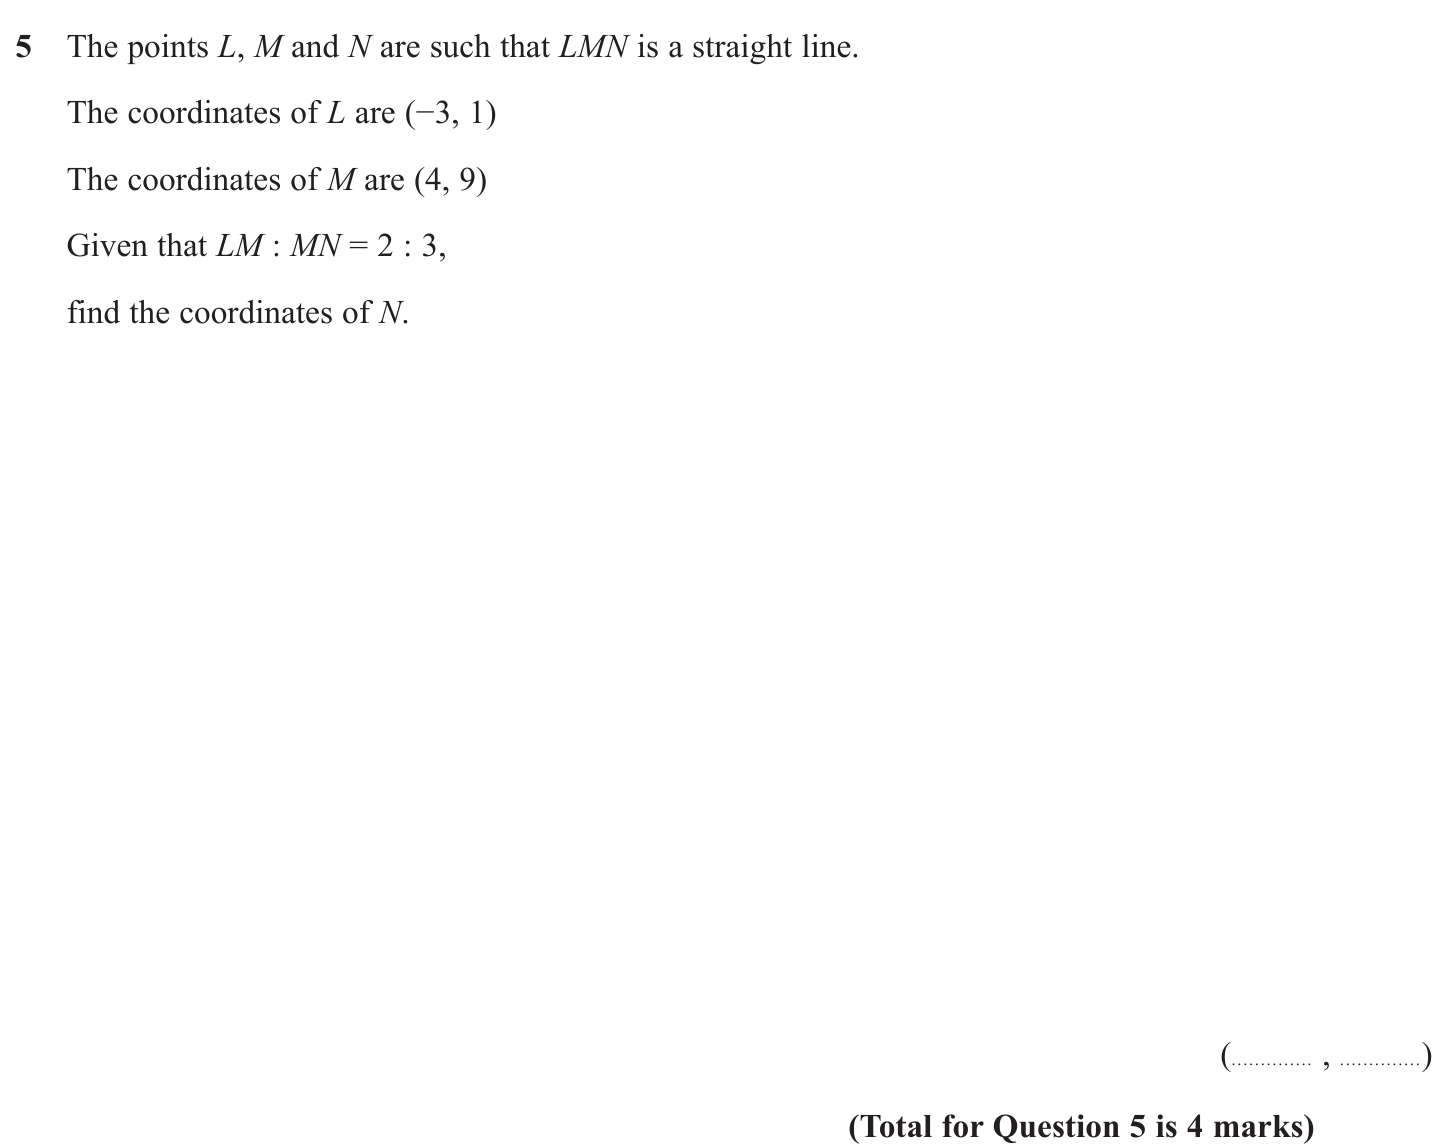 5 The points L, M and N are such that LMN is a straight line.
The coordinates of L are (−3, 1)
The coordinates of M are (4, 9)
Given that LM : MN = 2 : 3,
find the coordinates of N.
(.............. , ..............)
(Total for Question 5 is 4 marks)